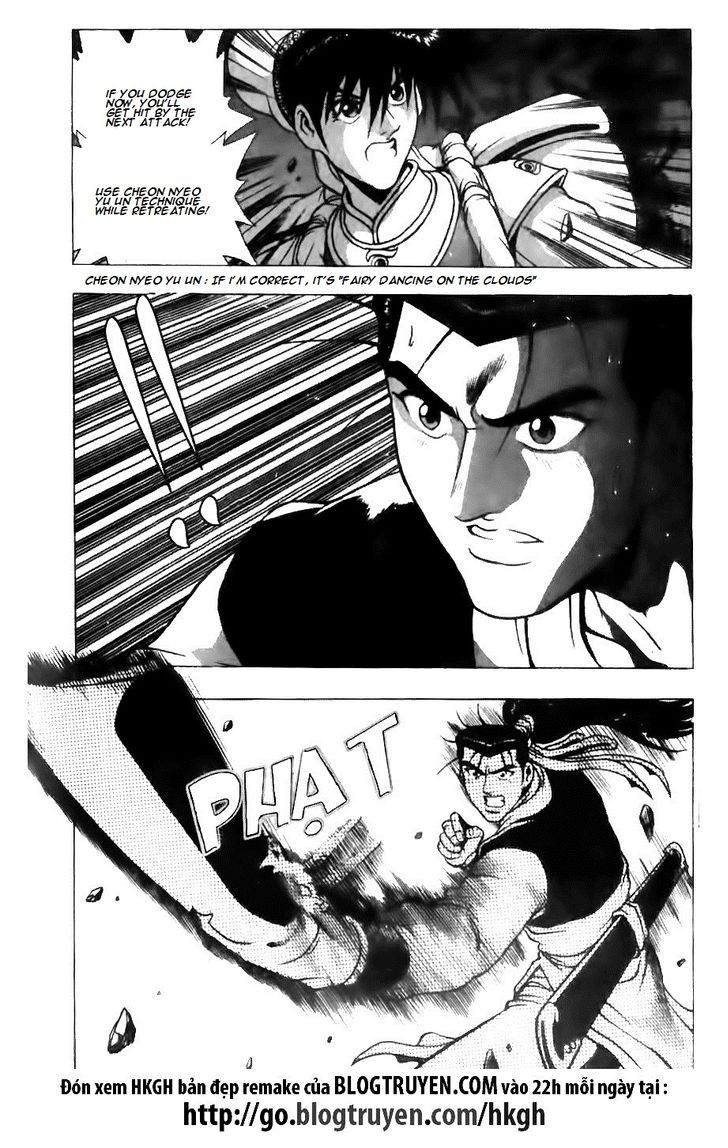 IF YOU DODGE
NOW, YOU'LL
GET HIT BY THE
NEXT ATTACK!
USE CHEON NYEO
YU UN TECHNIQUE
WHILE RETREATING!
CHEON NYEO YU UN : IF I'M CORRECT, IT'S "FAIRY DANCING ON THE CLOUDS"
PHẠT
Đón xem HKGH bản đẹp remake của BLOGTRUYEN.COM vào 22h mỗi ngày tại :
http://go.blogtruyen.com/hkgh